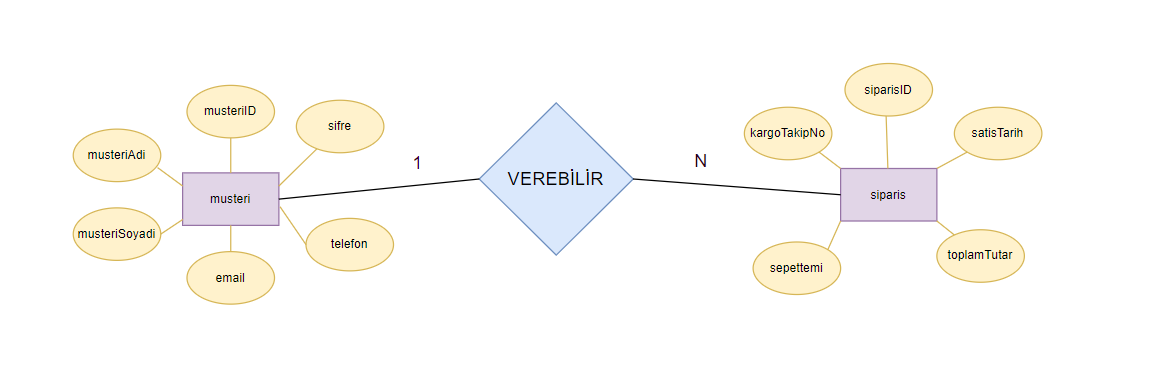 musteriID
sifre
musteriAdi
musteri
musteriSoyadi
email
telefon
1
VEREBİLİR
N
siparisID
kargoTakipNo
satisTarih
siparis
sepettemi
toplamTutar